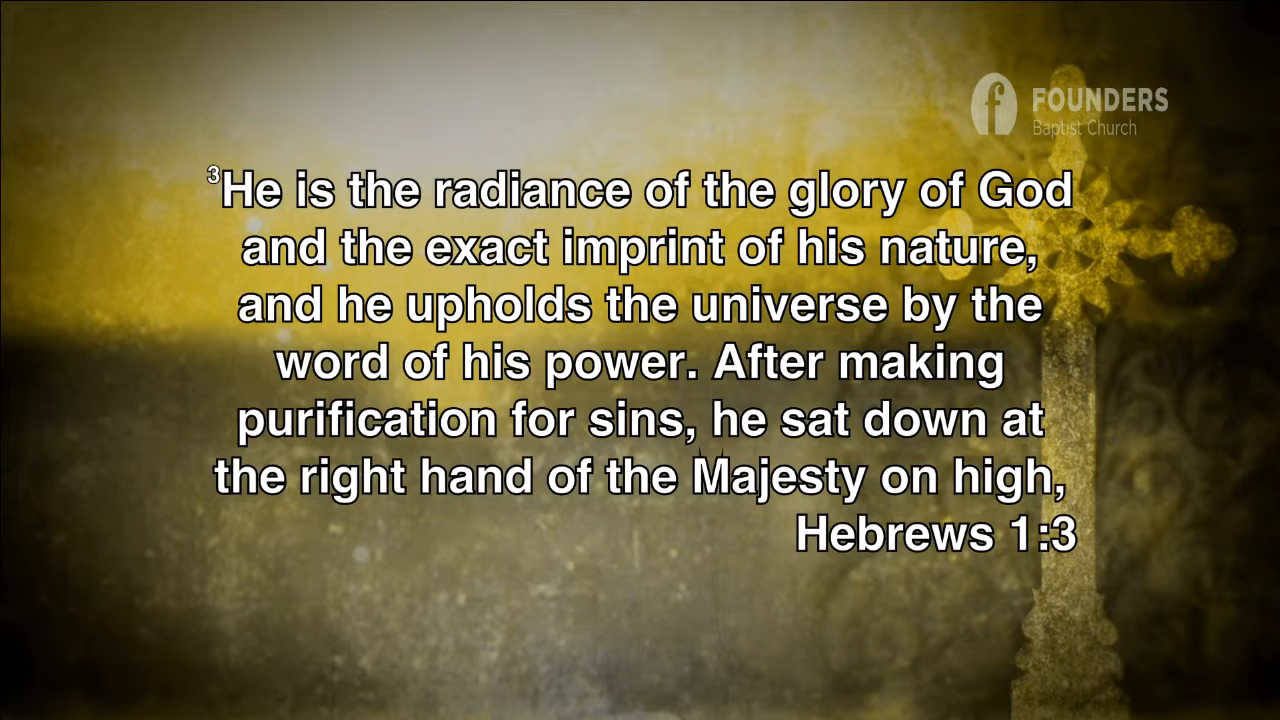 FOUNDERS
Baptist Church
³He is the radiance of the glory of God
and the exact imprint of his nature,
and he upholds the universe by the
word of his power. After making
purification for sins, he sat down at
the right hand of the Majesty on high,
Hebrews 1:3